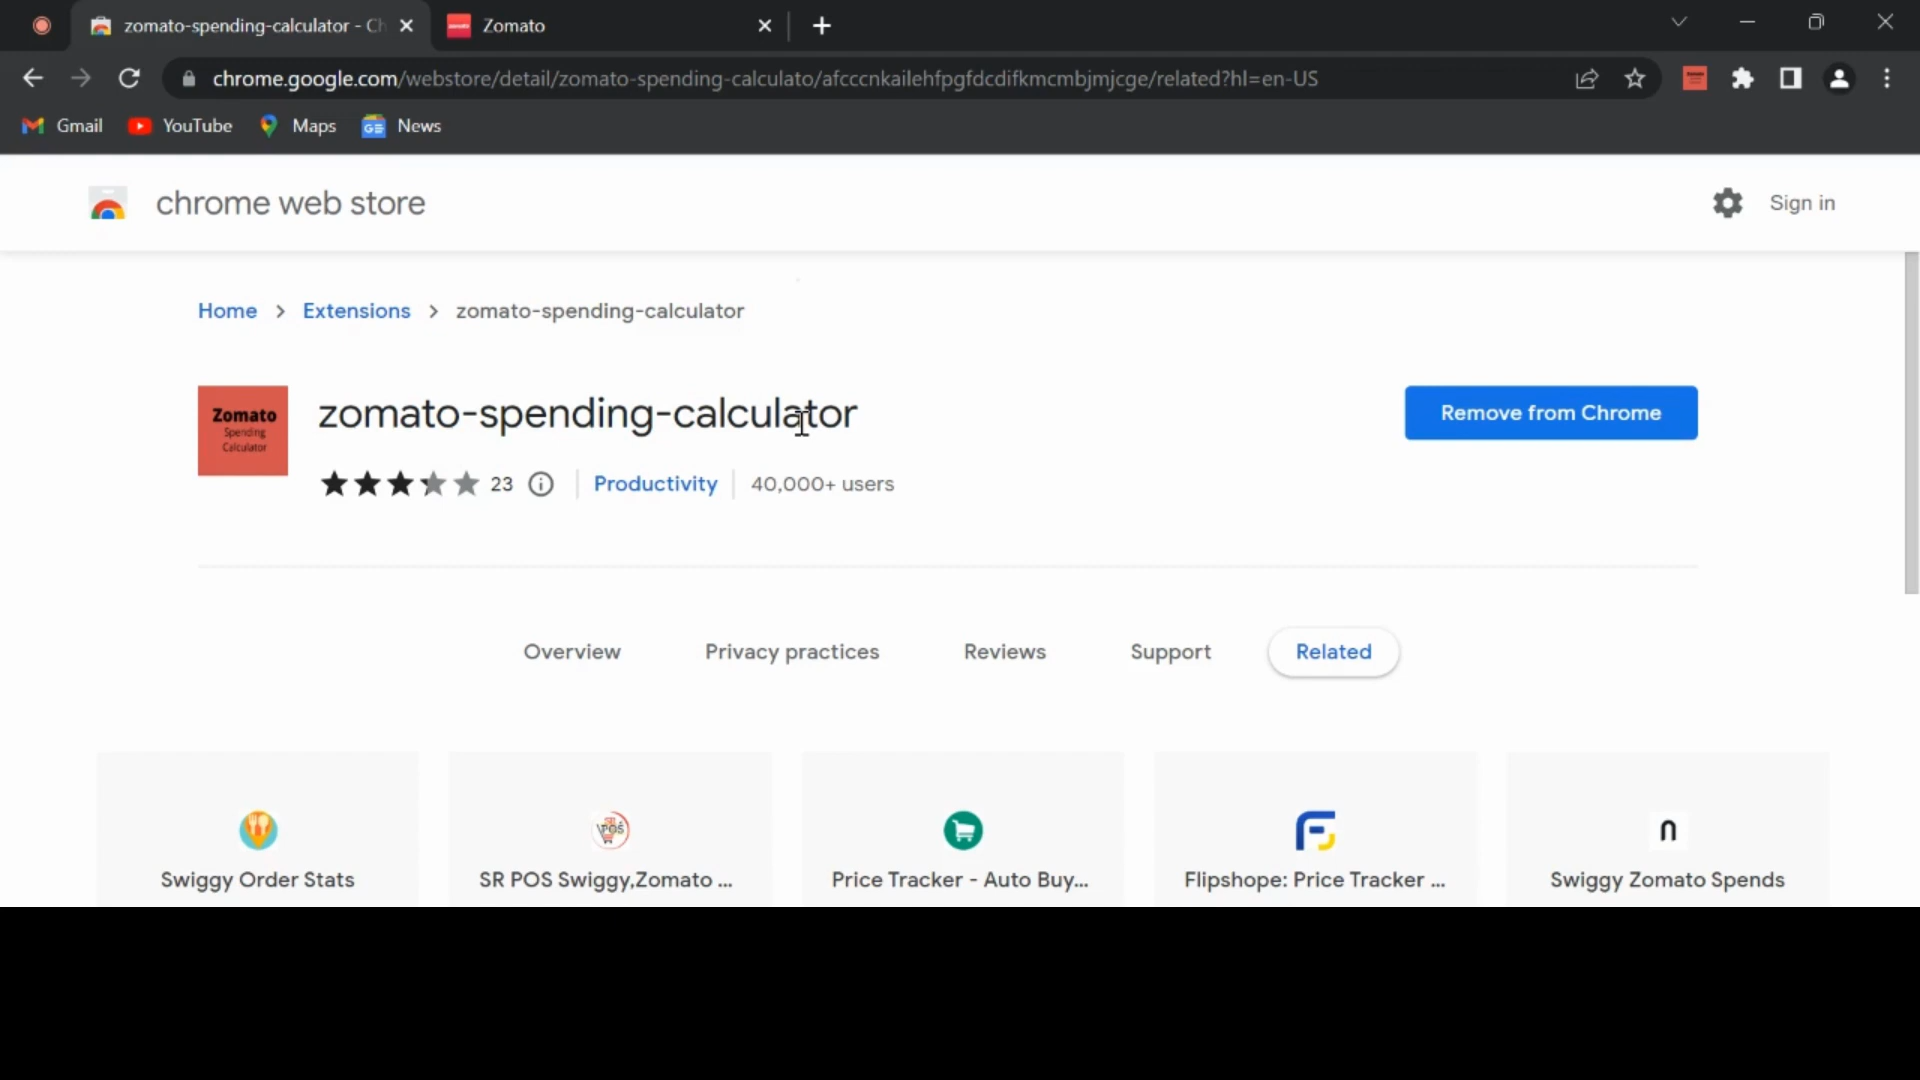 zomato-spending-calculator - Ch
Zomato
chrome.google.com/webstore/detail/zomato-spending-calculato/afcccnkailehfpgfdcdifkmcmbjmjcge/related?hl=en-US
Gmail
YouTube
Maps
News
chrome web store
Sign in
Home > Extensions > zomato-spending-calculator
Zomato
Spending
Calculator
zomato-spending-calculator
Remove from Chrome
23
Productivity
40,000+ users
Overview
Privacy practices
Reviews
Support
Related
Swiggy Order Stats
SR POS Swiggy,Zomato ...
Price Tracker - Auto Buy...
Flipshope: Price Tracker ...
Swiggy Zomato Spends